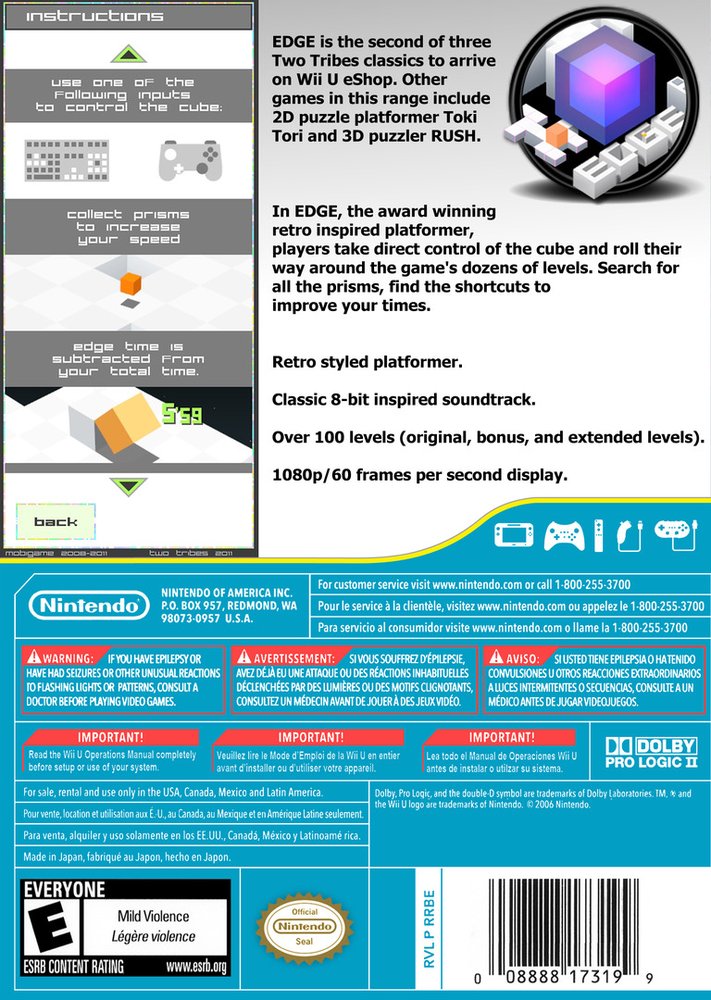 instructions
use one of the
following inputs
to control the cube:
collect prisms
to increase
your speed
edge time is
subtracted from
your total time.
5"59
back
mobigame 2008-2011 two tribes 2011
EDGE is the second of three
Two Tribes classics to arrive
on Wii U eShop. Other
games in this range include
2D puzzle platformer Toki
Tori and 3D puzzler RUSH.
EDGE
In EDGE, the award winning
retro inspired platformer,
players take direct control of the cube and roll their
way around the game's dozens of levels. Search for
all the prisms, find the shortcuts to
improve your times.
Retro styled platformer.
Classic 8-bit inspired soundtrack.
Over 100 levels (original, bonus, and extended levels).
1080p/60 frames per second display.
Nintendo
NINTENDO OF AMERICA INC.
P.O. BOX 957, REDMOND, WA
98073-0957 U.S.A.
For customer service visit www.nintendo.com or call 1-800-255-3700
Pour le service à la clientèle, visitez www.nintendo.com ou appelez le 1-800-255-3700
Para servicio al consumidor visite www.nintendo.com o llame la 1-800-255-3700
WARNING: IF YOU HAVE EPILEPSY OR
HAVE HAD SEIZURES OR OTHER UNUSUAL REACTIONS
TO FLASHING LIGHTS OR PATTERNS, CONSULT A
DOCTOR BEFORE PLAYING VIDEO GAMES.
AVERTISSEMENT: SI VOUS SOUFFREZ D'ÉPILEPSIE,
AVEZ DÉJÀ EU UNE ATTAQUE OU DES RÉACTIONS INHABITUELLES
DÉCLENCHÉES PAR DES LUMIÈRES OU DES MOTIFS CLIGNOTANTS,
CONSULTEZ UN MÉDECIN AVANT DE JOUER À DES JEUX VIDÉO.
AVISO: SI USTED TIENE EPILEPSIA O HA TENIDO
CONVULSIONES U OTROS REACCIONES EXTRAORDINARIOS
A LUCES INTERMITENTES O SECUENCIAS, CONSULTE A UN
MÉDICO ANTES DE JUGAR VIDEOJUEGOS.
IMPORTANT!
Read the Wii U Operations Manual completely
before setup or use of your system.
IMPORTANT!
Veuillez lire le Mode d'Emploi de la Wii U en entier
avant d'installer ou d'utiliser votre appareil.
IMPORTANT!
Lea todo el Manual de Operaciones Wii U
antes de instalar o utilzar su sistema.
DOLBY
PRO LOGIC II
For sale, rental and use only in the USA, Canada, Mexico and Latin America.
Pour vente, location et utilisation aux É.-U., au Canada, au Mexique et en Amérique Latine seulement.
Para venta, alquiler y uso solamente en los EE.UU., Canadá, México y Latinoamé rica.
Made in Japan, fabriqué au Japon, hecho en Japon.
Dolby, Pro Logic, and the double-D symbol are trademarks of Dolby Laboratories. TM, ® and
the Wii U logo are trademarks of Nintendo. © 2006 Nintendo.
EVERYONE
E
Mild Violence
Légère violence
ESRB CONTENT RATING www.esrb.org
Official
Nintendo
Seal
RVL P RRBE
0 08888 17319 9